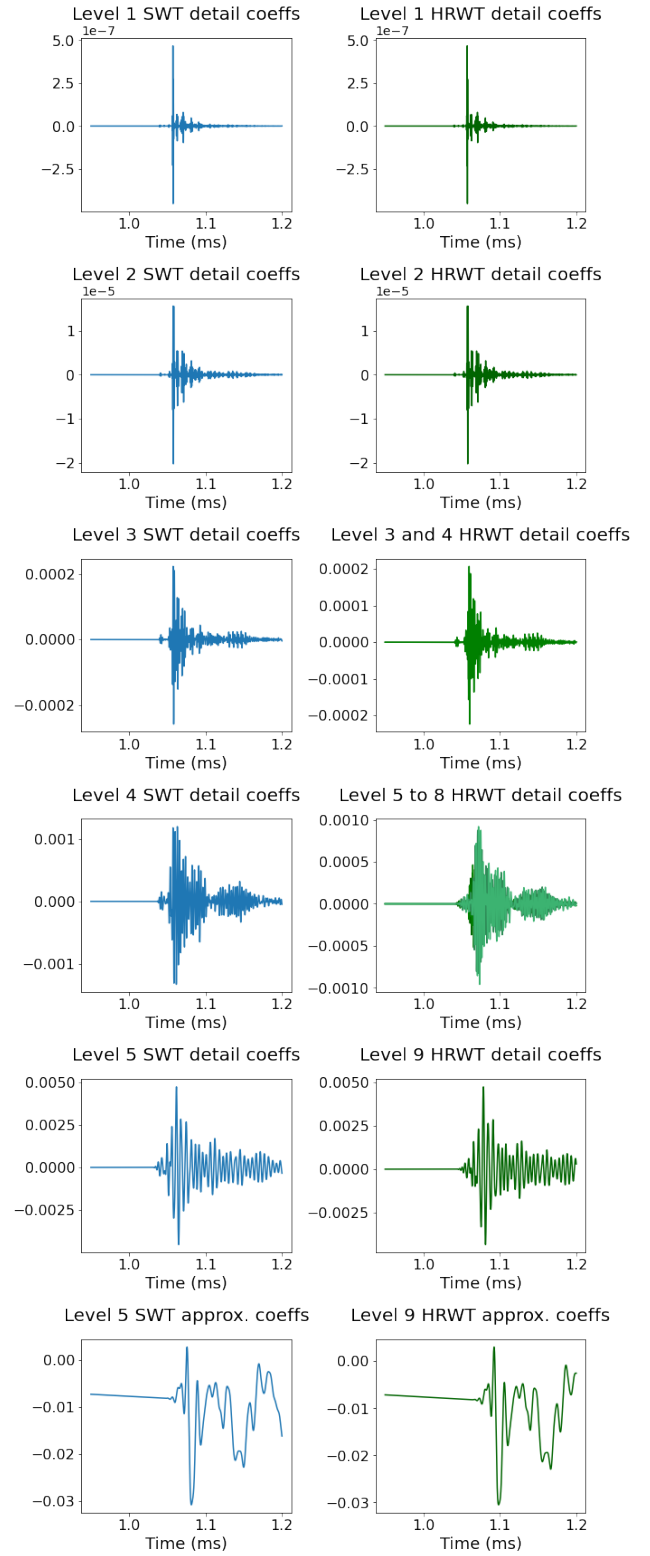 Level 1 SWT detail coeffs
1e−7
5.0
2.5
0.0
−2.5
1.0 1.1 1.2
Time (ms)
Level 1 HRWT detail coeffs
1e−7
5.0
2.5
0.0
−2.5
1.0 1.1 1.2
Time (ms)
Level 2 SWT detail coeffs
1e−5
1
0
−1
−2
1.0 1.1 1.2
Time (ms)
Level 2 HRWT detail coeffs
1e−5
1
0
−1
−2
1.0 1.1 1.2
Time (ms)
Level 3 SWT detail coeffs
0.0002
0.0000
−0.0002
1.0 1.1 1.2
Time (ms)
Level 3 and 4 HRWT detail coeffs
0.0002
0.0001
0.0000
−0.0001
−0.0002
1.0 1.1 1.2
Time (ms)
Level 4 SWT detail coeffs
0.001
0.000
−0.001
1.0 1.1 1.2
Time (ms)
Level 5 to 8 HRWT detail coeffs
0.0010
0.0005
0.0000
−0.0005
−0.0010
1.0 1.1 1.2
Time (ms)
Level 5 SWT detail coeffs
0.0050
0.0025
0.0000
−0.0025
1.0 1.1 1.2
Time (ms)
Level 9 HRWT detail coeffs
0.0050
0.0025
0.0000
−0.0025
1.0 1.1 1.2
Time (ms)
Level 5 SWT approx. coeffs
0.00
−0.01
−0.02
−0.03
1.0 1.1 1.2
Time (ms)
Level 9 HRWT approx. coeffs
0.00
−0.01
−0.02
−0.03
1.0 1.1 1.2
Time (ms)